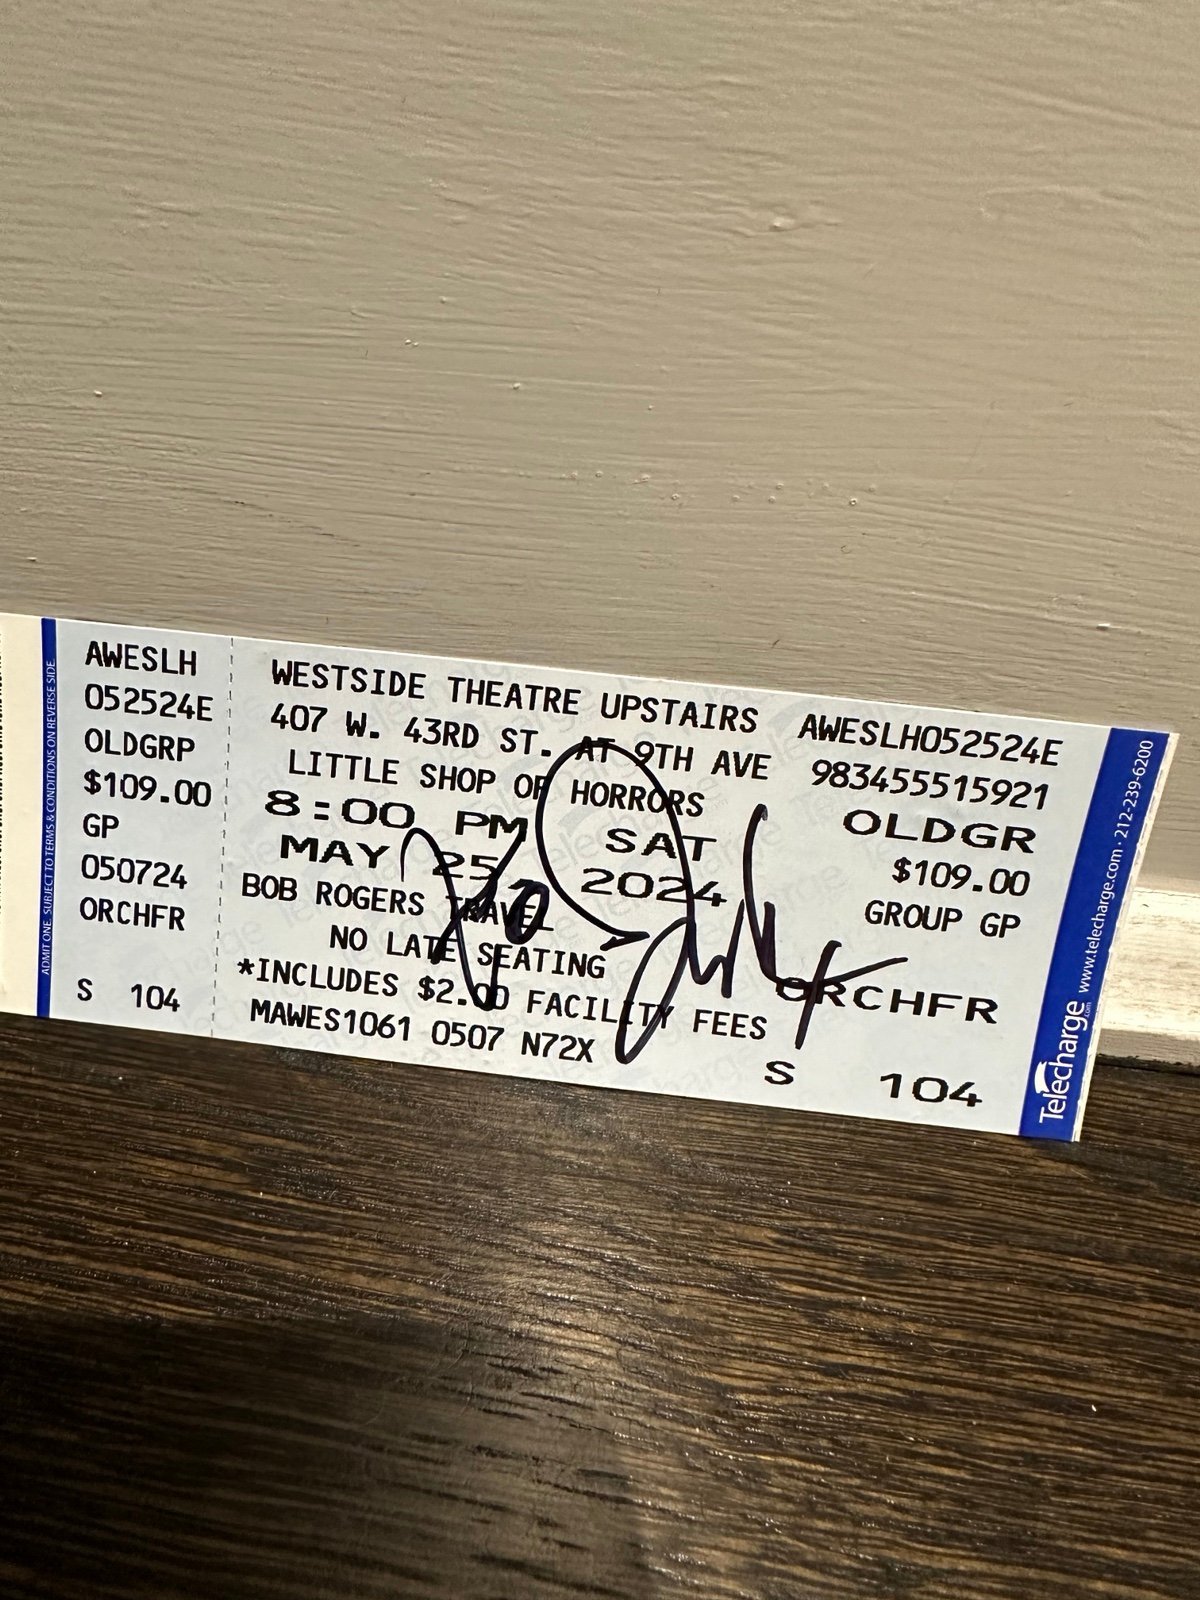 ADMIT ONE. SUBJECT TO TERMS & CONDITIONS ON REVERSE SIDE.
AWESLH
052524E
OLDGRP
$109.00
GP
050724
ORCHFR
S 104
WESTSIDE THEATRE UPSTAIRS
407 W. 43RD ST. AT 9TH AVE
LITTLE SHOP OF HORRORS
8:00 PM SAT
MAY 25 2024
BOB ROGERS TRAVEL
NO LATE SEATING
*INCLUDES $2.00 FACILITY FEES
MAWES1061 0507 N72X
AWESLH052524E
983455515921
OLDGR
$109.00
GROUP GP
ORCHFR
S 104
Telecharge.com www.telecharge.com • 212-239-6200